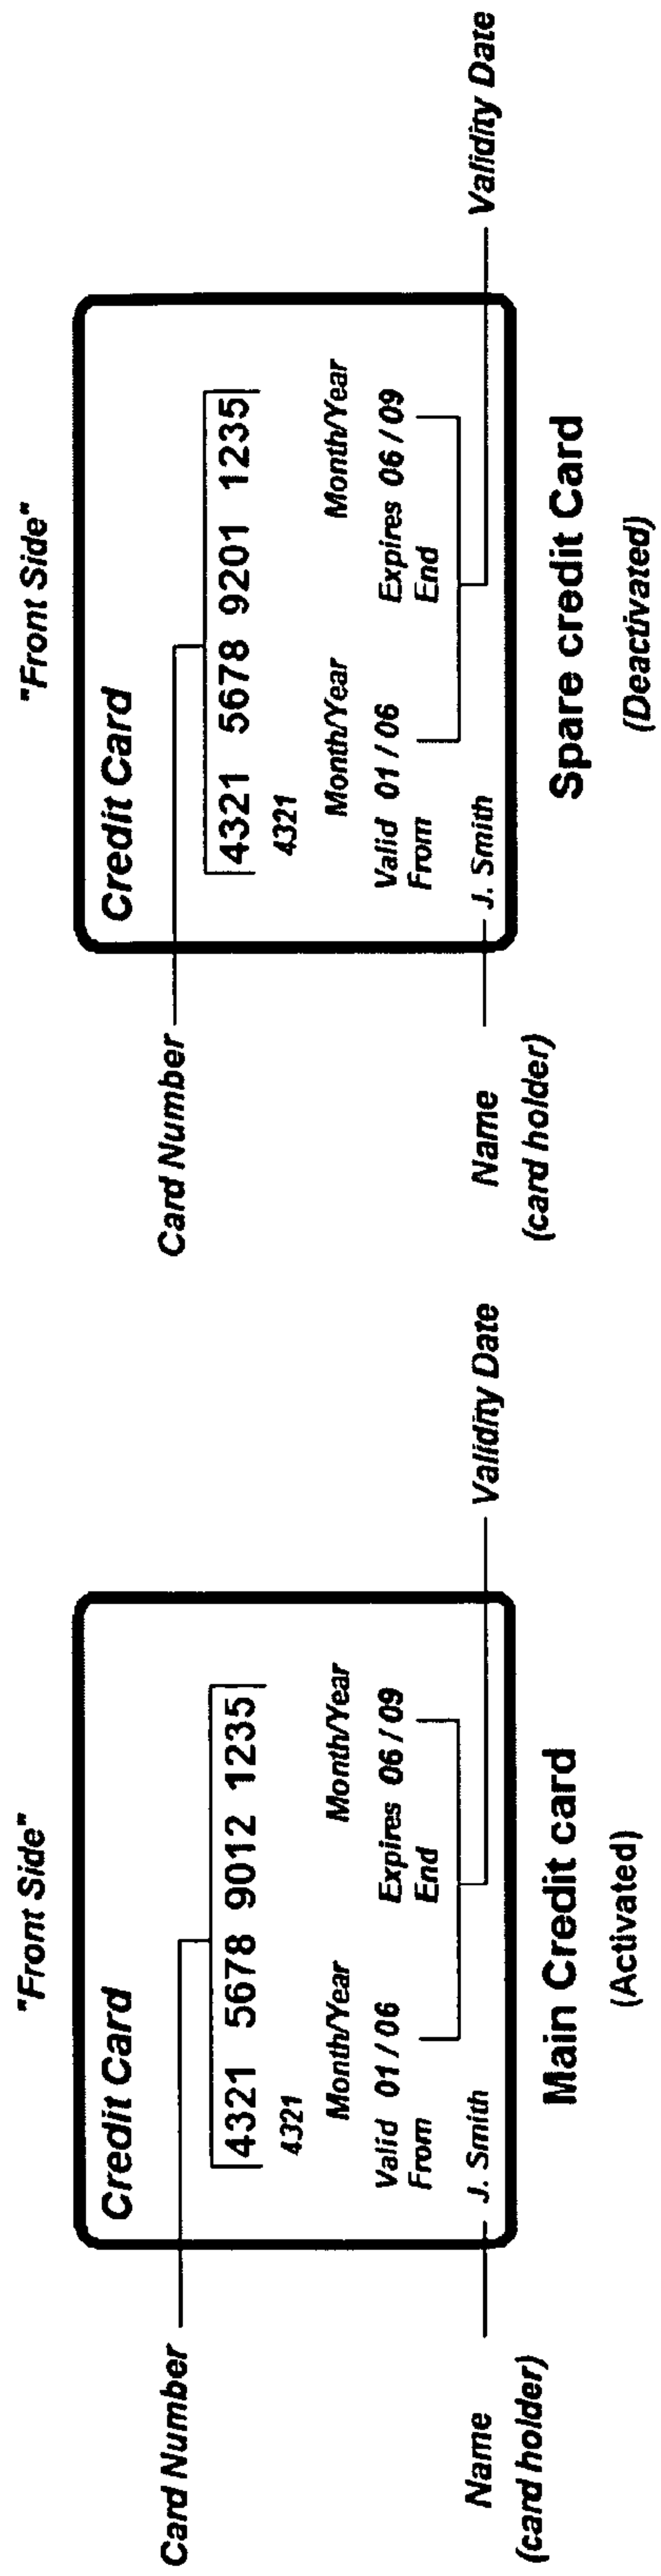 "Front Side"
Credit Card
Card Number
4321 5678 9012 1235
4321
Month/Year Month/Year
Valid 01 / 06 Expires 06 / 09
From End
Name J. Smith Validity Date
(card holder)
Main Credit card
(Activated)
"Front Side"
Credit Card
Card Number
4321 5678 9201 1235
4321
Month/Year Month/Year
Valid 01 / 06 Expires 06 / 09
From End
Name J. Smith Validity Date
(card holder)
Spare credit Card
(Deactivated)